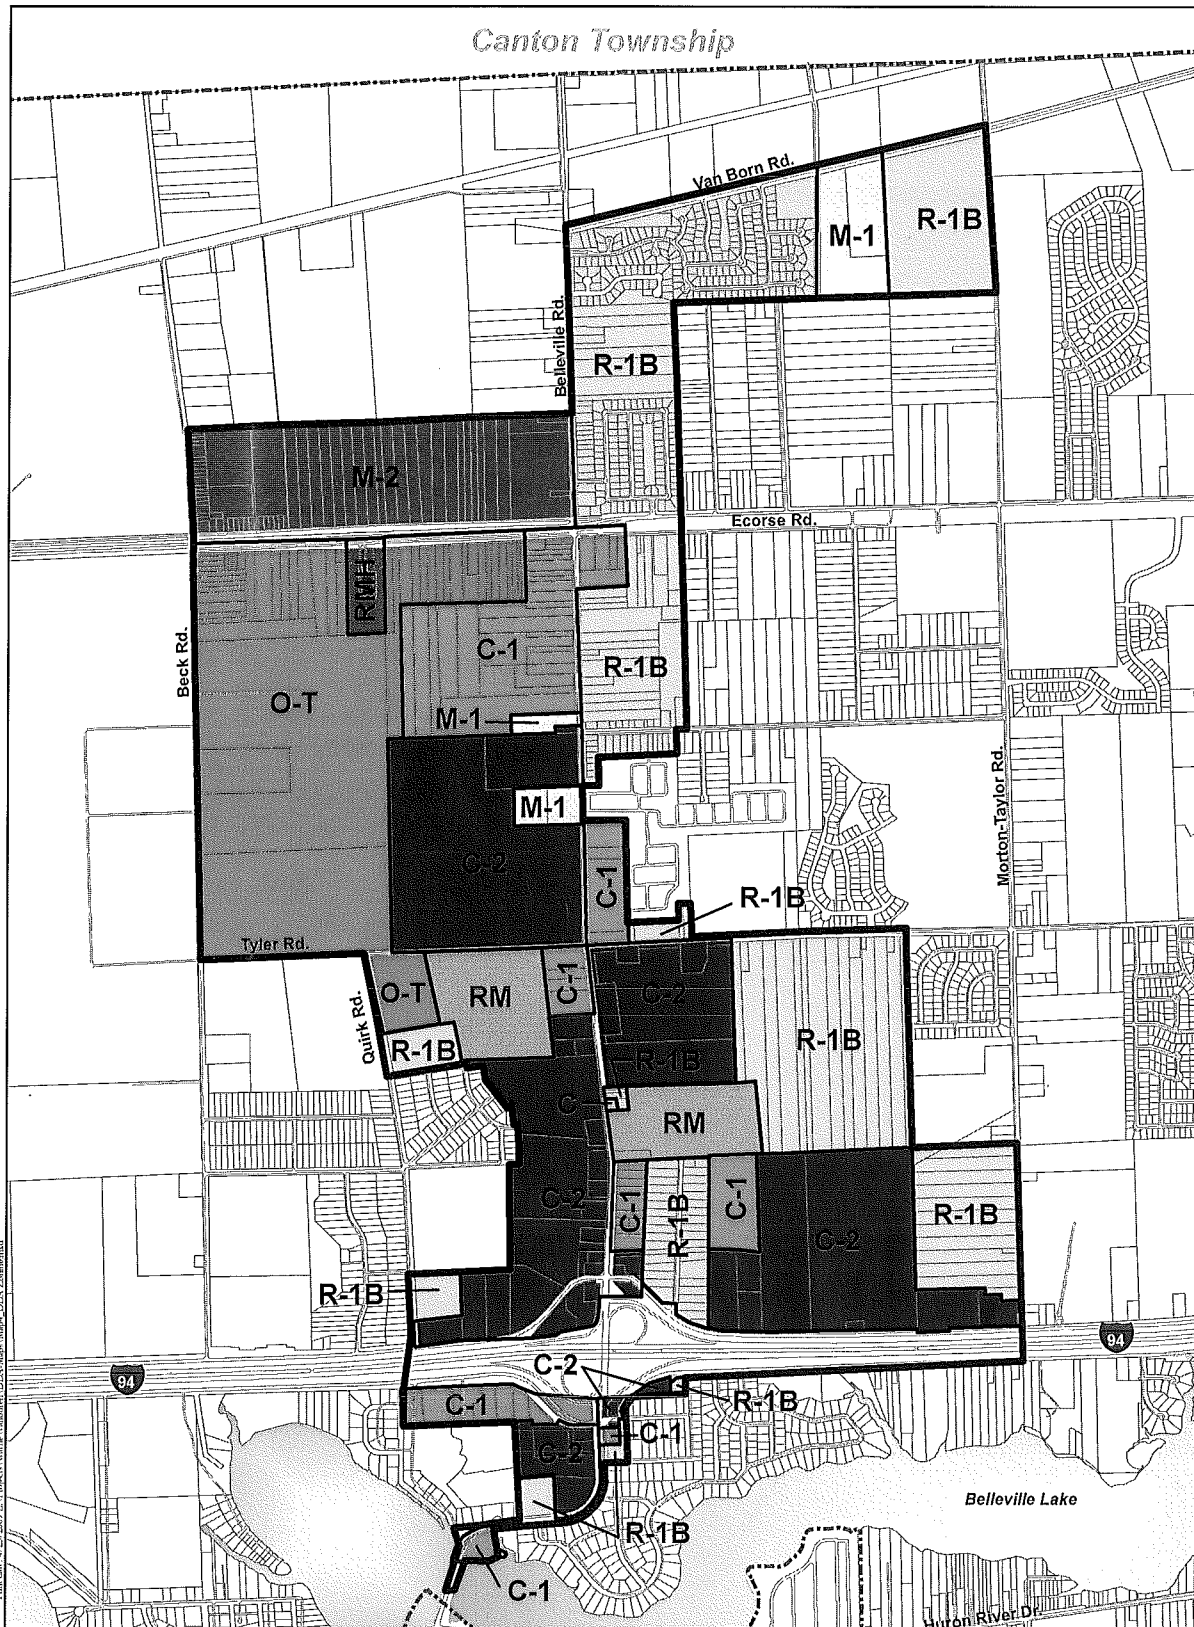 Canton Township
Van Born Rd.
M-1
R-1B
Belleville Rd.
R-1B
M-2
Ecorse Rd.
RMH
Beck Rd.
C-1
R-1B
O-T
M-1
Morton-Taylor Rd.
M-1
C-2
C-1
R-1B
Tyler Rd.
O-T
RM
C-1
C-2
Quirk Rd.
R-1B
R-1B
R-1B
C
RM
C-2
C-1
R-1B
C-1
C-2
R-1B
R-1B
94
94
C-2
R-1B
C-1
C-1
C-2
Belleville Lake
R-1B
C-1
Huron River Dr.